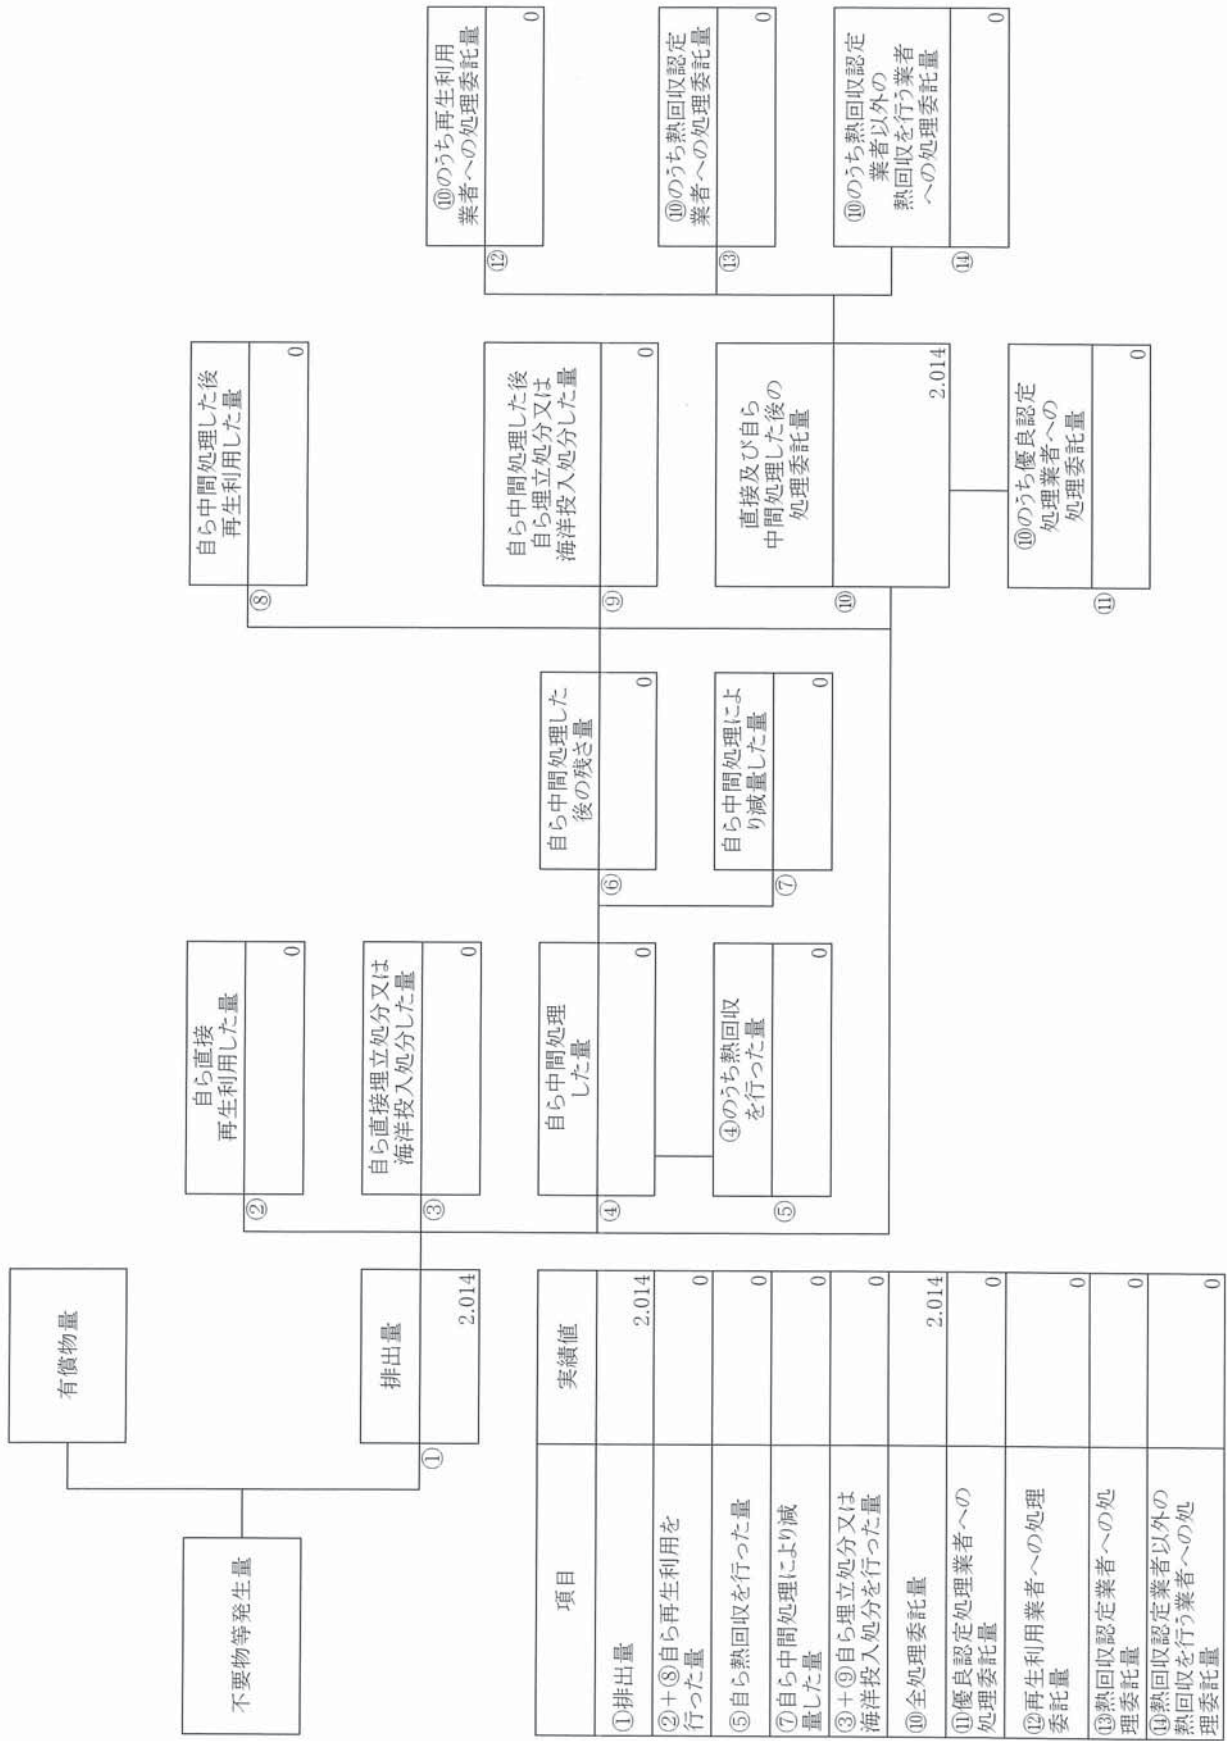 不要物等発生量
有償物量
排出量
①
2.014
自ら直接
再生利用した量
②
0
自ら直接埋立処分又は
海洋投入処分した量
③
0
自ら中間処理
した量
④
0
④のうち熱回収
を行った量
⑤
0
自ら中間処理した
後の残さ量
⑥
0
自ら中間処理によ
り減量した量
⑦
0
自ら中間処理した後
再生利用した量
⑧
0
自ら中間処理した後
自ら埋立処分又は
海洋投入処分した量
⑨
0
直接及び自ら
中間処理した後の
処理委託量
⑩
2.014
⑩のうち優良認定
処理業者への
処理委託量
⑪
0
⑩のうち再生利用
業者への処理委託量
⑫
0
⑩のうち熱回収認定
業者への処理委託量
⑬
0
⑩のうち熱回収認定
業者以外の
熱回収を行う業者
への処理委託量
⑭
0
項目
実績値
①排出量
2.014
②＋⑧自ら再生利用を
行った量
0
⑤自ら熱回収を行った量
0
⑦自ら中間処理により減
量した量
0
③＋⑨自ら埋立処分又は
海洋投入処分を行った量
0
⑩全処理委託量
2.014
⑪優良認定処理業者への
処理委託量
0
⑫再生利用業者への処理
委託量
0
⑬熱回収認定業者への処
理委託量
0
⑭熱回収認定業者以外の
熱回収を行う業者への処
理委託量
0